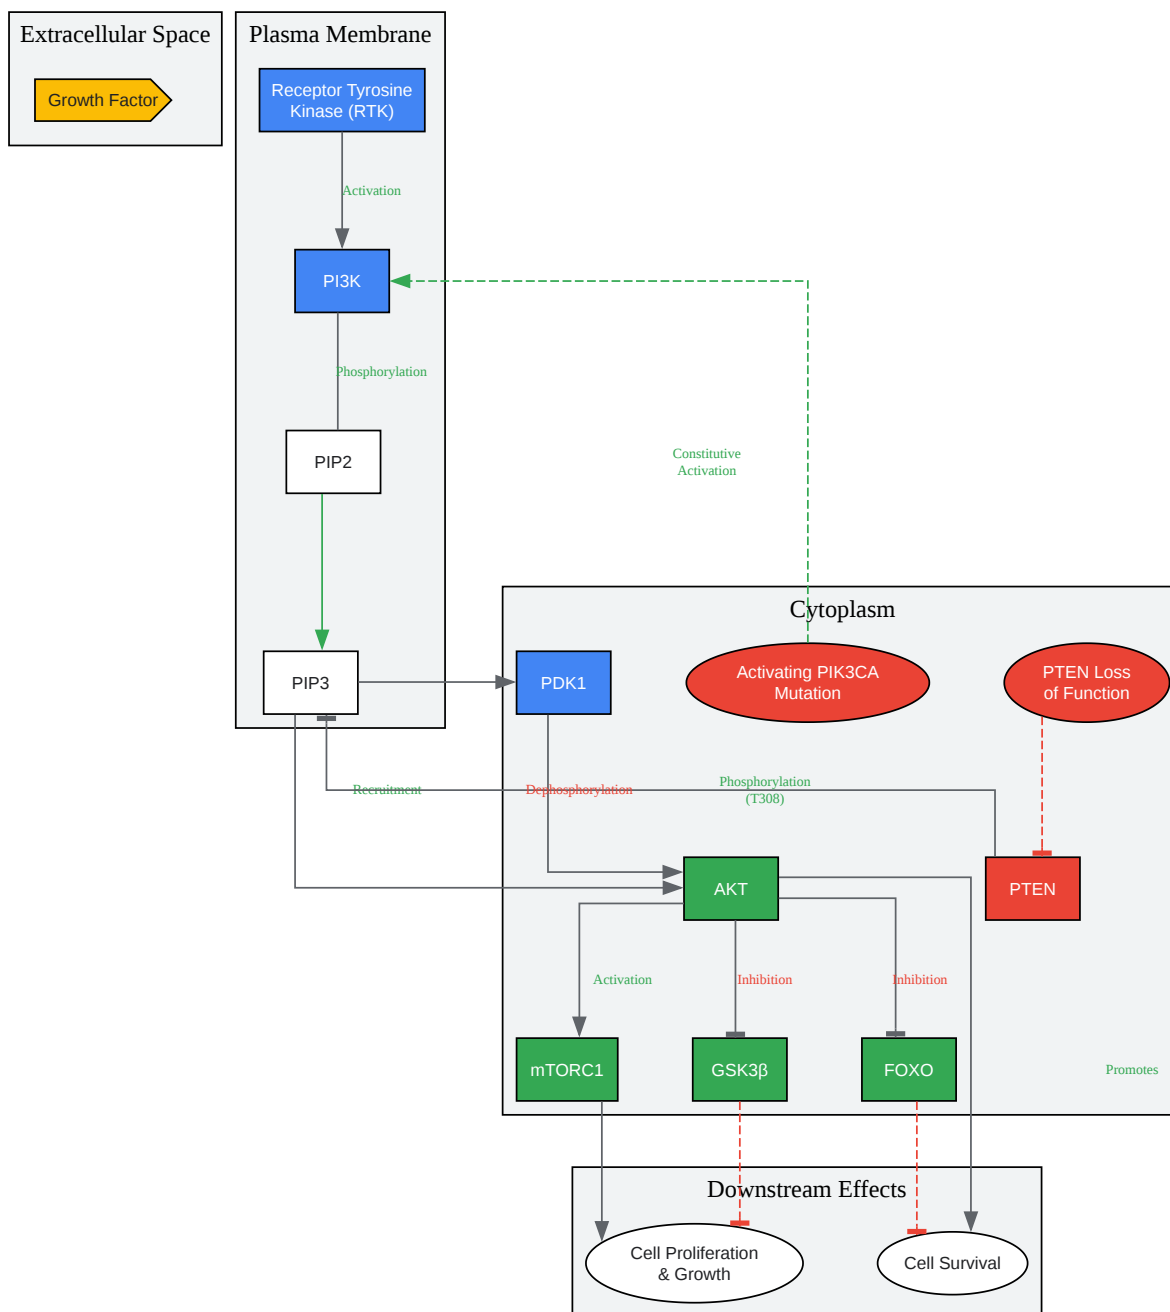 Extracellular Space
Plasma Membrane
Growth Factor
Receptor Tyrosine
Kinase (RTK)
Activation
PI3K
Phosphorylation
PIP2
Constitutive
Activation
Cytoplasm
PIP3
PDK1
Activating PIK3CA
Mutation
PTEN Loss
of Function
Recruitment
Dephosphorylation
Phosphorylation
(T308)
AKT
PTEN
Activation
Inhibition
Inhibition
mTORC1
GSK3β
FOXO
Promotes
Downstream Effects
Cell Proliferation
& Growth
Cell Survival